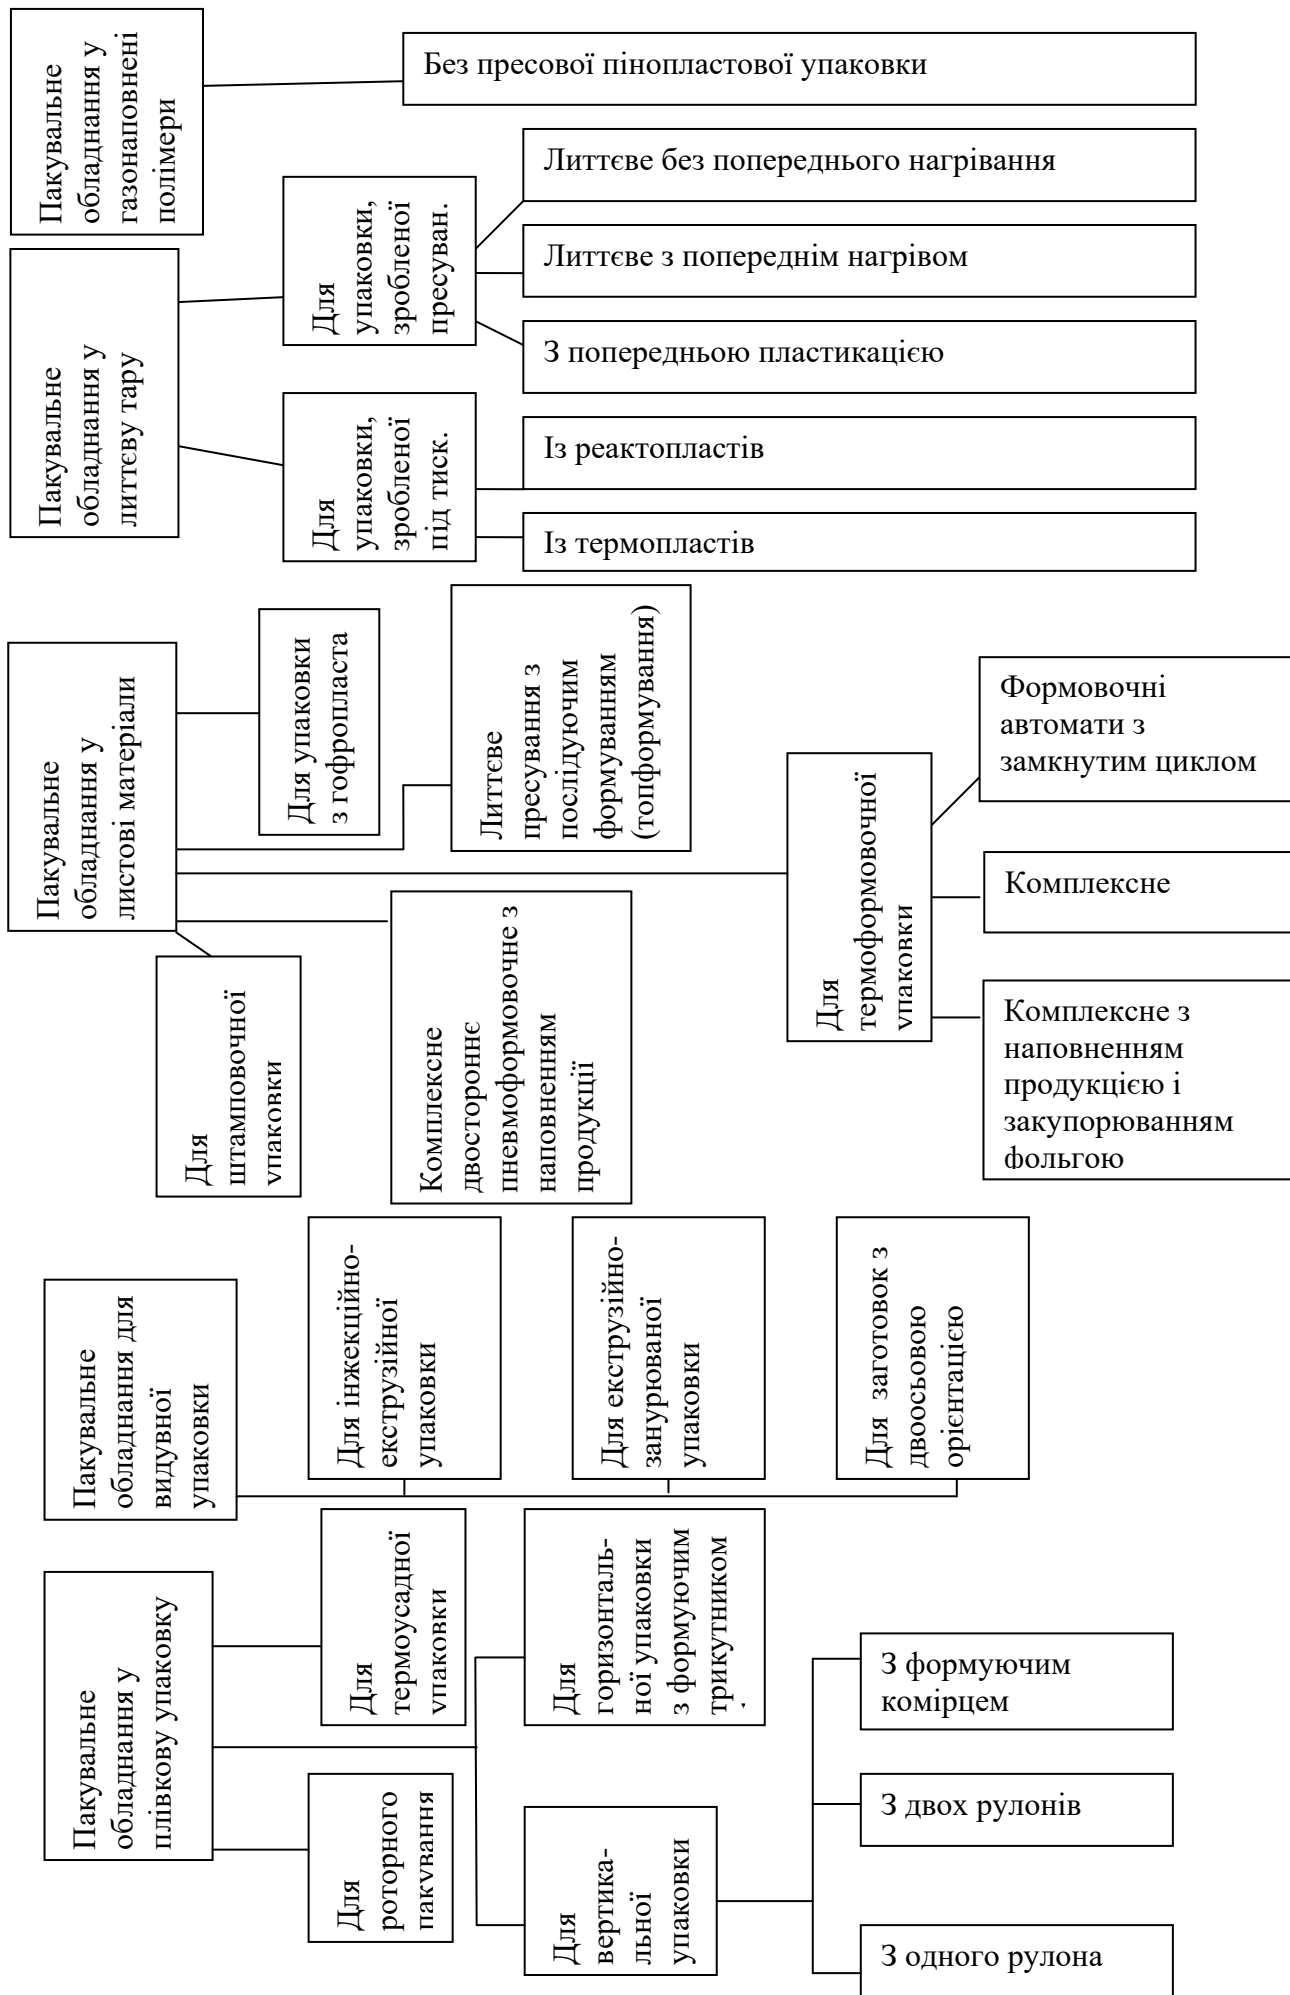 Пакувальне
обладнання у
газонаповнені
полімери
Без пресової пінопластової упаковки
Пакувальне
обладнання у
литтєву тару
Для
упаковки,
зробленої
пресуван.
Литтєве без попереднього нагрівання
Литтєве з попереднім нагрівом
З попередньою пластикацією
Для
упаковки,
зробленої
під тиск.
Із реактопластів
Із термопластів
Пакувальне
обладнання у
листові матеріали
Для упаковки
з гофропласта
Литтєве
пресування з
послідуючим
формуванням
(топформування)
Для
термоформовочної
упаковки
Формовочні
автомати з
замкнутим циклом
Комплексне
Комплексне з
наповненням
продукцією і
закупорюванням
фольгою
Комплексне
двостороннє
пневмоформовочне з
наповненням
продукції
Для
штамповочної
упаковки
Пакувальне
обладнання для
видувної
упаковки
Для інжекційно-
екструзійної
упаковки
Для екструзійно-
занурюваної
упаковки
Для заготовок з
двоосьовою
орієнтацією
Пакувальне
обладнання у
плівкову упаковку
Для
термоусадної
упаковки
Для
горизонталь-
ної упаковки
з формуючим
трикутником
Для
роторного
пакування
Для
вертика-
льної
упаковки
З формуючим
комірцем
З двох рулонів
З одного рулона